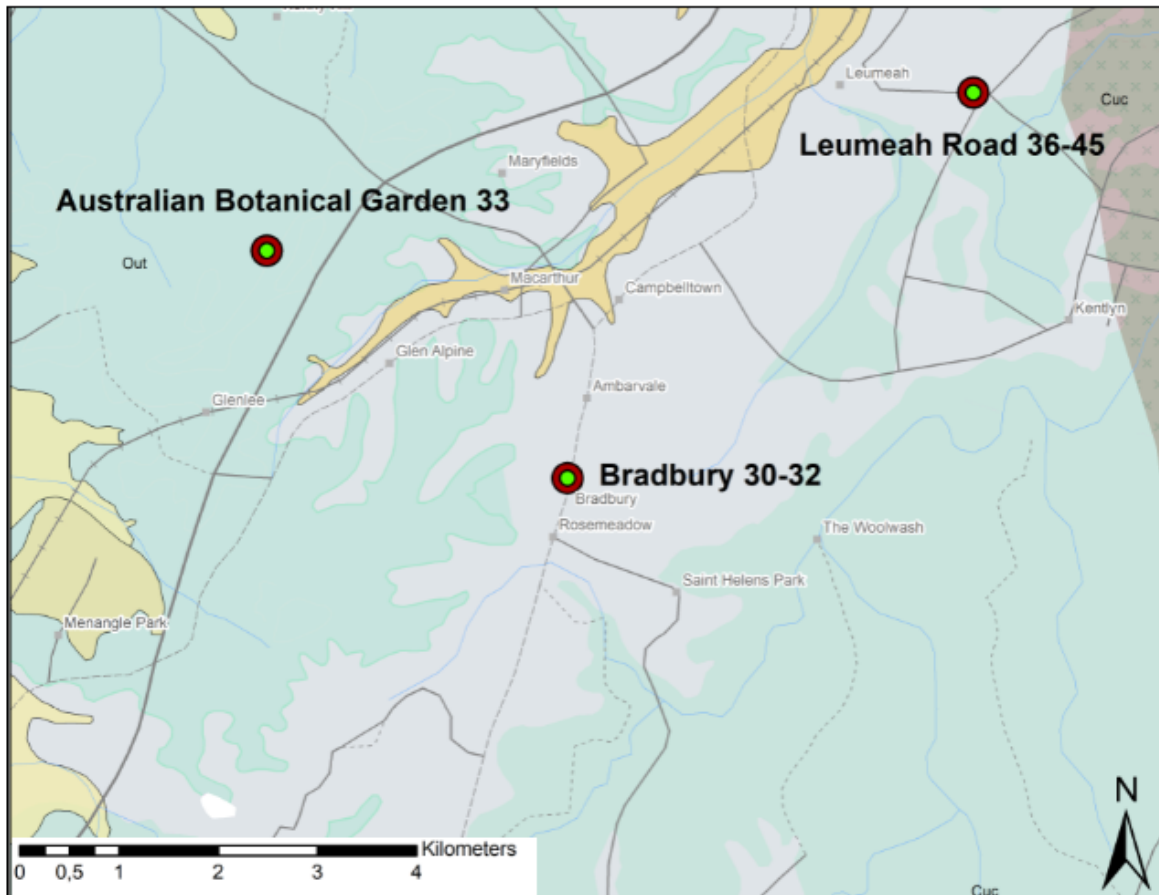 Leumeah
Cuc
Leumeah Road 36-45
Maryfields
Australian Botanical Garden 33
Out
Macarthur
Campbelltown
Kentlyn
Glen Alpine
Ambarvale
Glenlee
Bradbury 30-32
Bradbury
Rosemeadow
The Woolwash
Saint Helens Park
Menangle Park
N
Kilometers
0 0,5 1 2 3 4
Cuc